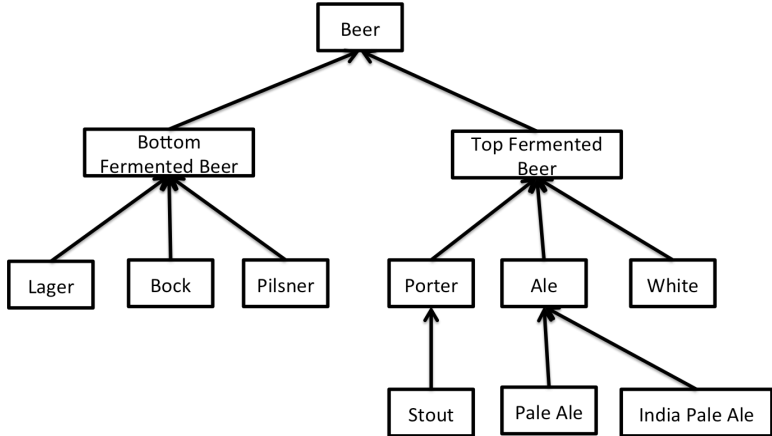 Beer
Bottom
Fermented Beer
Top Fermented
Beer
Lager
Bock
Pilsner
Porter
Ale
White
Stout
Pale Ale
India Pale Ale